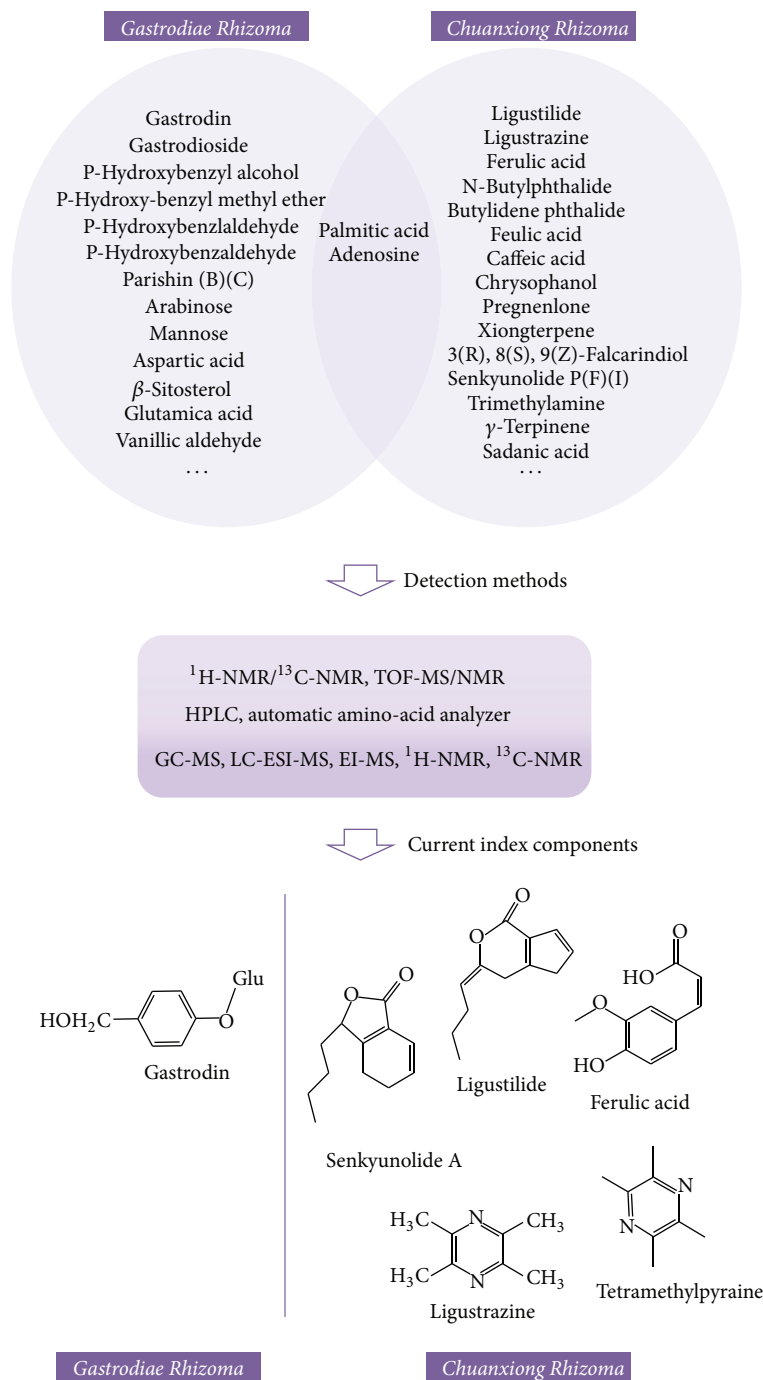 Gastrodiae Rhizoma
Chuanxiong Rhizoma
Gastrodin
Gastrodioside
P-Hydroxybenzyl alcohol
P-Hydroxy-benzyl methyl ether
P-Hydroxybenzlaldehyde
P-Hydroxybenzaldehyde
Parishin (B)(C)
Arabinose
Mannose
Aspartic acid
β-Sitosterol
Glutamica acid
Vanillic aldehyde
...
Palmitic acid
Adenosine
Ligustilide
Ligustrazine
Ferulic acid
N-Butylphthalide
Butylidene phthalide
Feulic acid
Caffeic acid
Chrysophanol
Pregnenlone
Xiongterpene
3(R), 8(S), 9(Z)-Falcarindiol
Senkyunolide P(F)(I)
Trimethylamine
γ-Terpinene
Sadanic acid
...
Detection methods
¹H-NMR/¹³C-NMR, TOF-MS/NMR
HPLC, automatic amino-acid analyzer
GC-MS, LC-ESI-MS, EI-MS, ¹H-NMR, ¹³C-NMR
Current index components
HOH₂C
O
Glu
Gastrodin
O
O
Senkyunolide A
O
O
Ligustilide
O
HO
O
HO
Ferulic acid
H₃C
N
CH₃
H₃C
N
CH₃
Ligustrazine
N
N
Tetramethylpyraine
Gastrodiae Rhizoma
Chuanxiong Rhizoma